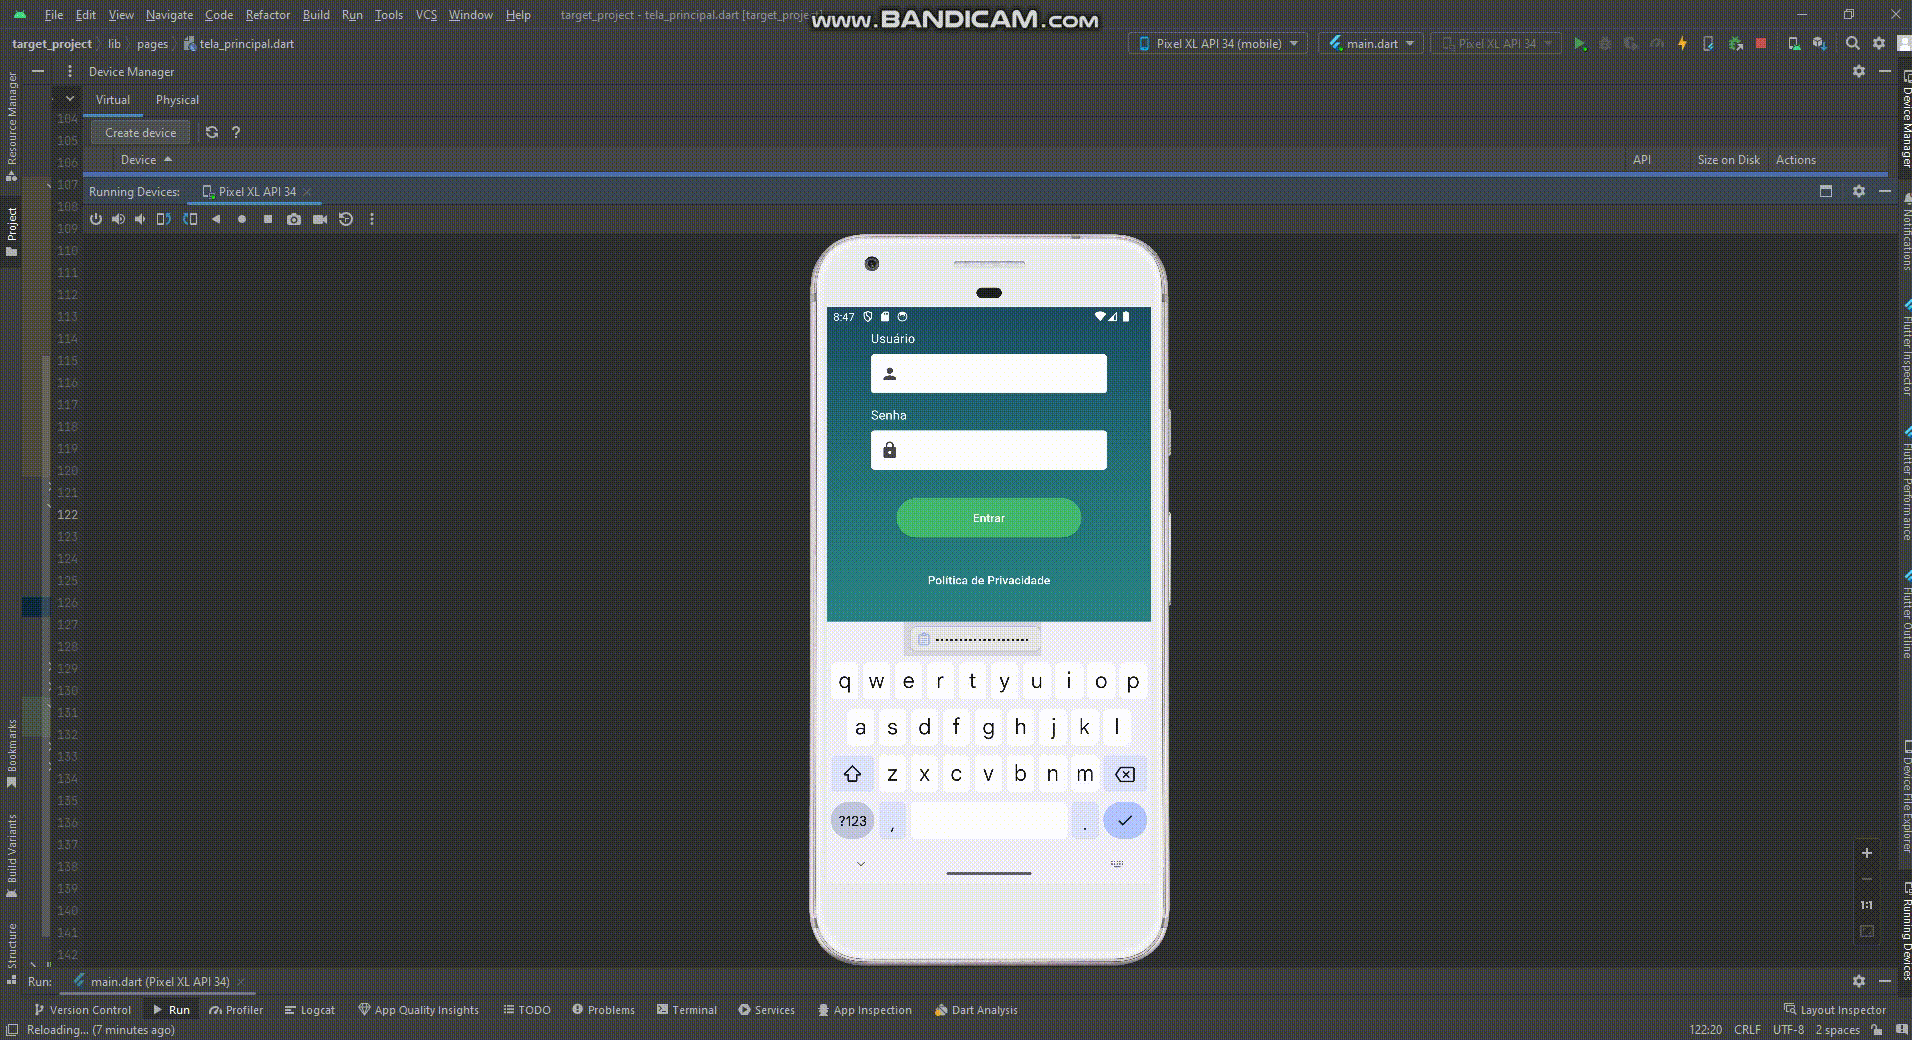 File Edit View Navigate Code Refactor Build Run Tools VCS Window Help target_project - tela_principal.dart [target_project]
www.BANDICAM.com
target_project lib pages tela_principal.dart Pixel XL API 34 (mobile) main.dart Pixel XL API 34
Device Manager
Virtual Physical
Create device ?
Device API Size on Disk Actions
Running Devices: Pixel XL API 34
104
105
106
107
108
109
110
111
112
113
114
115
116
117
118
119
120
121
122
123
124
125
126
127
128
129
130
131
132
133
134
135
136
137
138
139
140
141
142
Resource Manager
Project
Bookmarks
Build Variants
Structure
8:47
Usuário
Senha
Entrar
Política de Privacidade
q w e r t y u i o p
a s d f g h j k l
z x c v b n m
?123 , .
Device Manager
Notifications
Flutter Inspector
Flutter Performance
Flutter Outline
Device File Explorer
Running Devices
1:1
Run: main.dart (Pixel XL API 34)
Version Control Run Profiler Logcat App Quality Insights TODO Problems Terminal Services App Inspection Dart Analysis Layout Inspector
Reloading... (7 minutes ago) 122:20 CRLF UTF-8 2 spaces